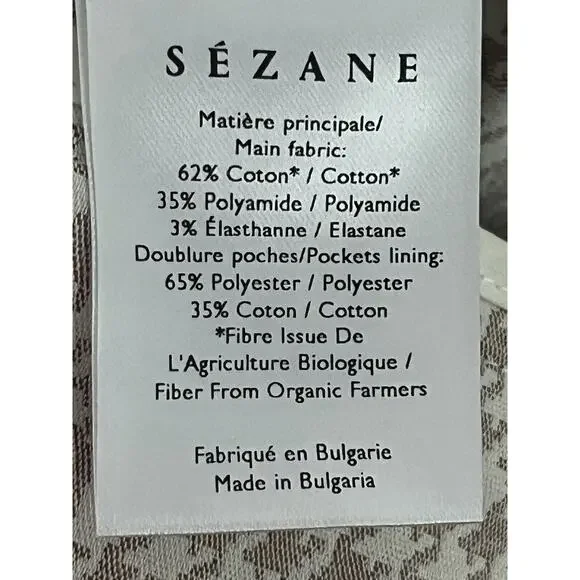 SÉZANE
Matière principale/
Main fabric:
62% Coton* / Cotton*
35% Polyamide / Polyamide
3% Élasthanne / Elastane
Doublure poches/Pockets lining:
65% Polyester / Polyester
35% Coton / Cotton
*Fibre Issue De
L'Agriculture Biologique /
Fiber From Organic Farmers
Fabriqué en Bulgarie
Made in Bulgaria